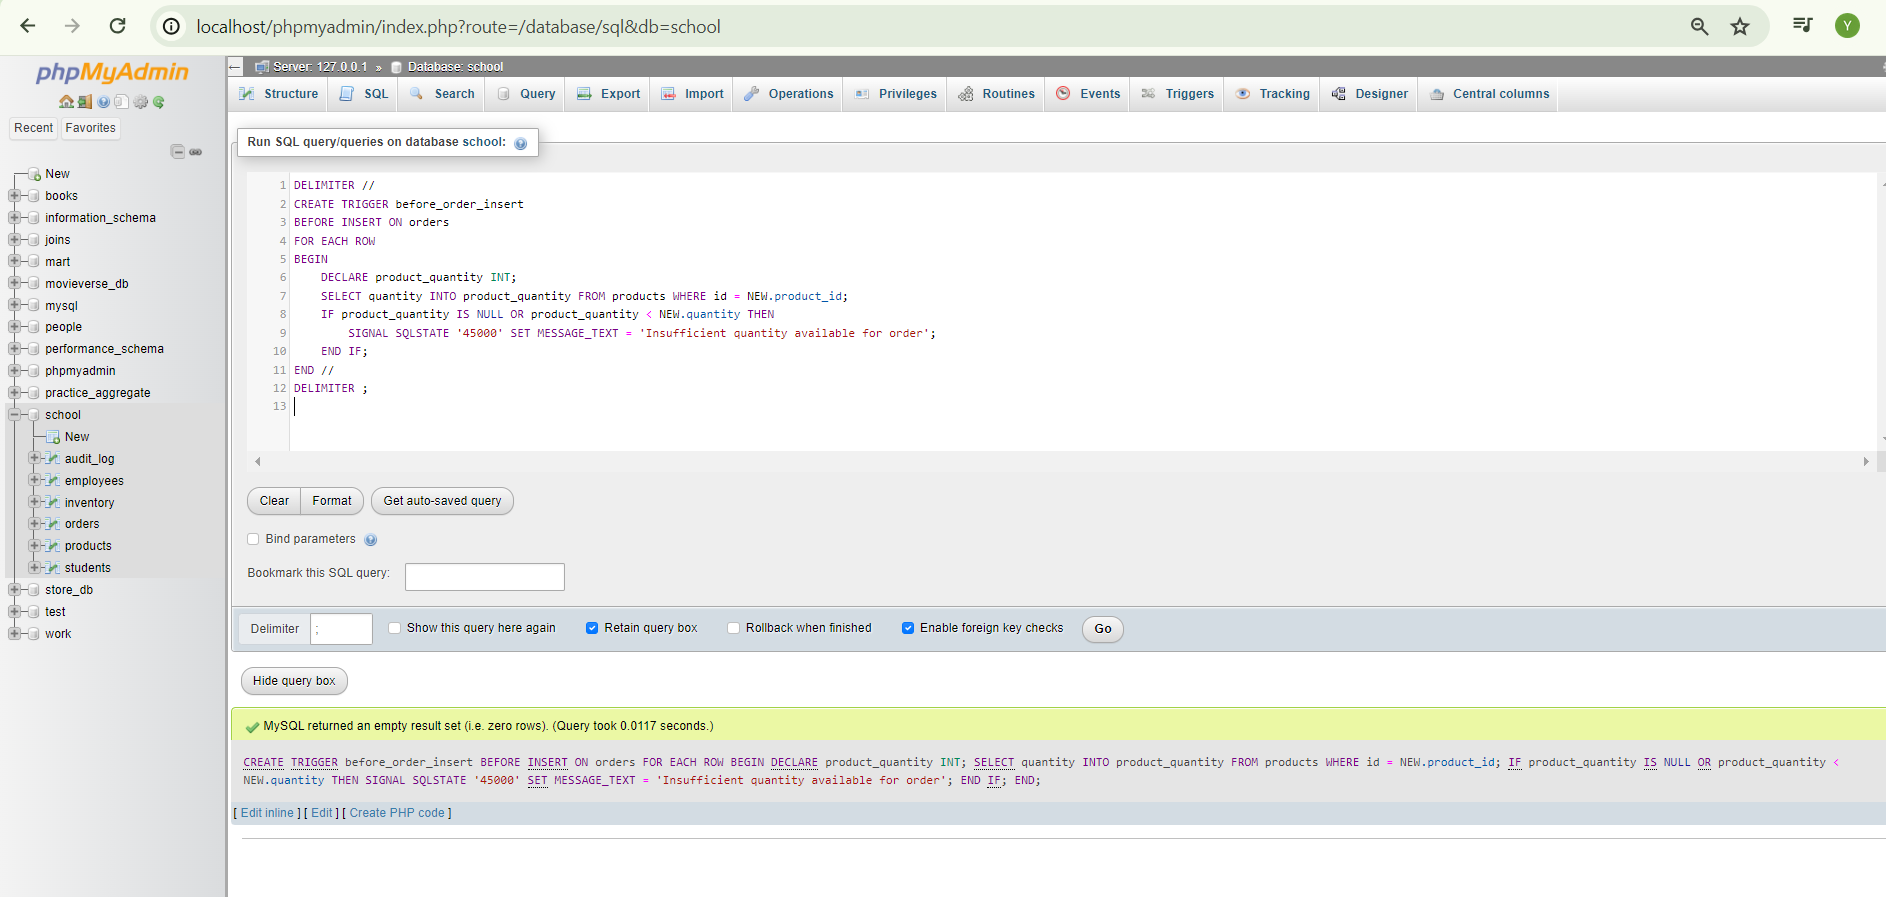 localhost/phpmyadmin/index.php?route=/database/sql&db=school
Y
phpMyAdmin
Recent
Favorites
New
books
information_schema
joins
mart
movieverse_db
mysql
people
performance_schema
phpmyadmin
practice_aggregate
school
New
audit_log
employees
inventory
orders
products
students
store_db
test
work
Server: 127.0.0.1 » Database: school
Structure SQL Search Query Export Import Operations Privileges Routines Events Triggers Tracking Designer Central columns
Run SQL query/queries on database school:
1 DELIMITER //
2 CREATE TRIGGER before_order_insert
3 BEFORE INSERT ON orders
4 FOR EACH ROW
5 BEGIN
6 DECLARE product_quantity INT;
7 SELECT quantity INTO product_quantity FROM products WHERE id = NEW.product_id;
8 IF product_quantity IS NULL OR product_quantity < NEW.quantity THEN
9 SIGNAL SQLSTATE '45000' SET MESSAGE_TEXT = 'Insufficient quantity available for order';
10 END IF;
11 END //
12 DELIMITER ;
13
Clear Format Get auto-saved query
Bind parameters
Bookmark this SQL query:
Delimiter ; Show this query here again Retain query box Rollback when finished Enable foreign key checks Go
Hide query box
MySQL returned an empty result set (i.e. zero rows). (Query took 0.0117 seconds.)
CREATE TRIGGER before_order_insert BEFORE INSERT ON orders FOR EACH ROW BEGIN DECLARE product_quantity INT; SELECT quantity INTO product_quantity FROM products WHERE id = NEW.product_id; IF product_quantity IS NULL OR product_quantity <
NEW.quantity THEN SIGNAL SQLSTATE '45000' SET MESSAGE_TEXT = 'Insufficient quantity available for order'; END IF; END;
[ Edit inline ] [ Edit ] [ Create PHP code ]